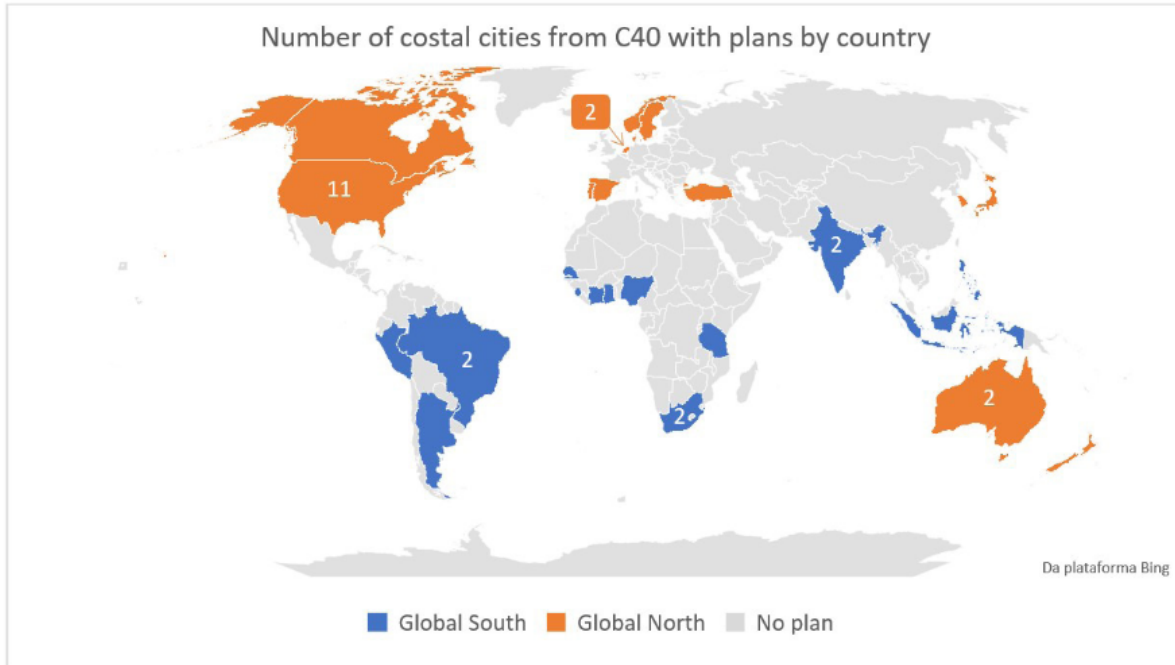 Number of costal cities from C40 with plans by country
2
11
2
2
2
2
Da plataforma Bing
Global South Global North No plan